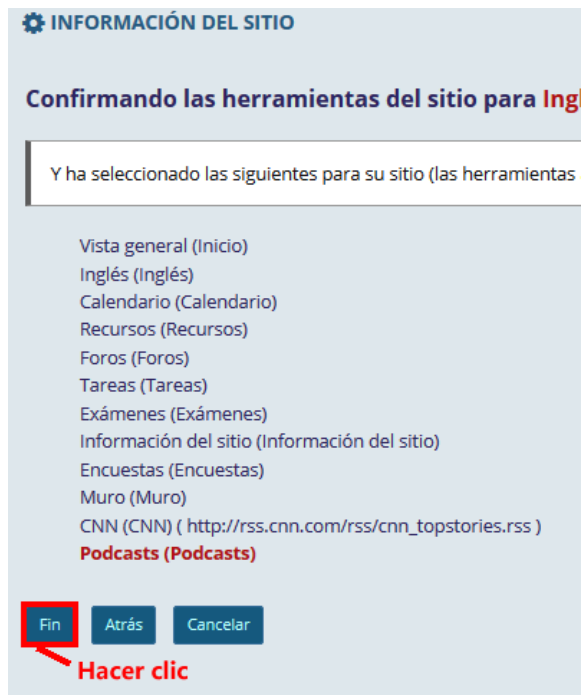 INFORMACIÓN DEL SITIO
Confirmando las herramientas del sitio para Ingl
Y ha seleccionado las siguientes para su sitio (las herramientas
Vista general (Inicio)
Inglés (Inglés)
Calendario (Calendario)
Recursos (Recursos)
Foros (Foros)
Tareas (Tareas)
Exámenes (Exámenes)
Información del sitio (Información del sitio)
Encuestas (Encuestas)
Muro (Muro)
CNN (CNN) ( http://rss.cnn.com/rss/cnn_topstories.rss )
Podcasts (Podcasts)
Fin Atrás Cancelar
Hacer clic